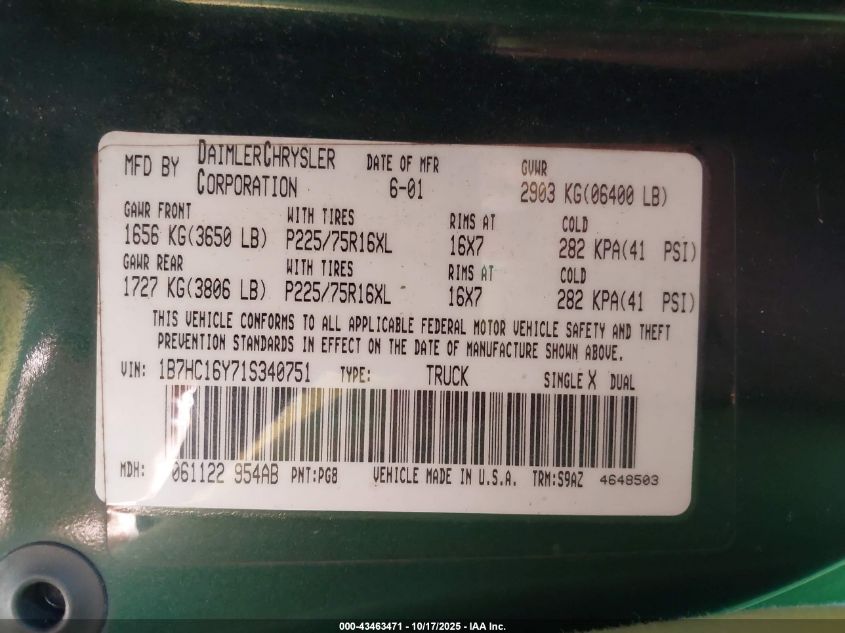 MFD BY DAIMLERCHRYSLER CORPORATION DATE OF MFR 6-01 GVWR 2903 KG(06400 LB)
GAWR FRONT WITH TIRES RIMS AT COLD
1656 KG(3650 LB) P225/75R16XL 16X7 282 KPA(41 PSI)
GAWR REAR WITH TIRES RIMS AT COLD
1727 KG(3806 LB) P225/75R16XL 16X7 282 KPA(41 PSI)
THIS VEHICLE CONFORMS TO ALL APPLICABLE FEDERAL MOTOR VEHICLE SAFETY AND THEFT
PREVENTION STANDARDS IN EFFECT ON THE DATE OF MANUFACTURE SHOWN ABOVE.
VIN: 1B7HC16Y71S340751 TYPE: TRUCK SINGLE X DUAL
MDH: 061122 954AB PNT:PG8 VEHICLE MADE IN U.S.A. TRM:S9AZ 4648503
000-43463471 - 10/17/2025 - IAA Inc.